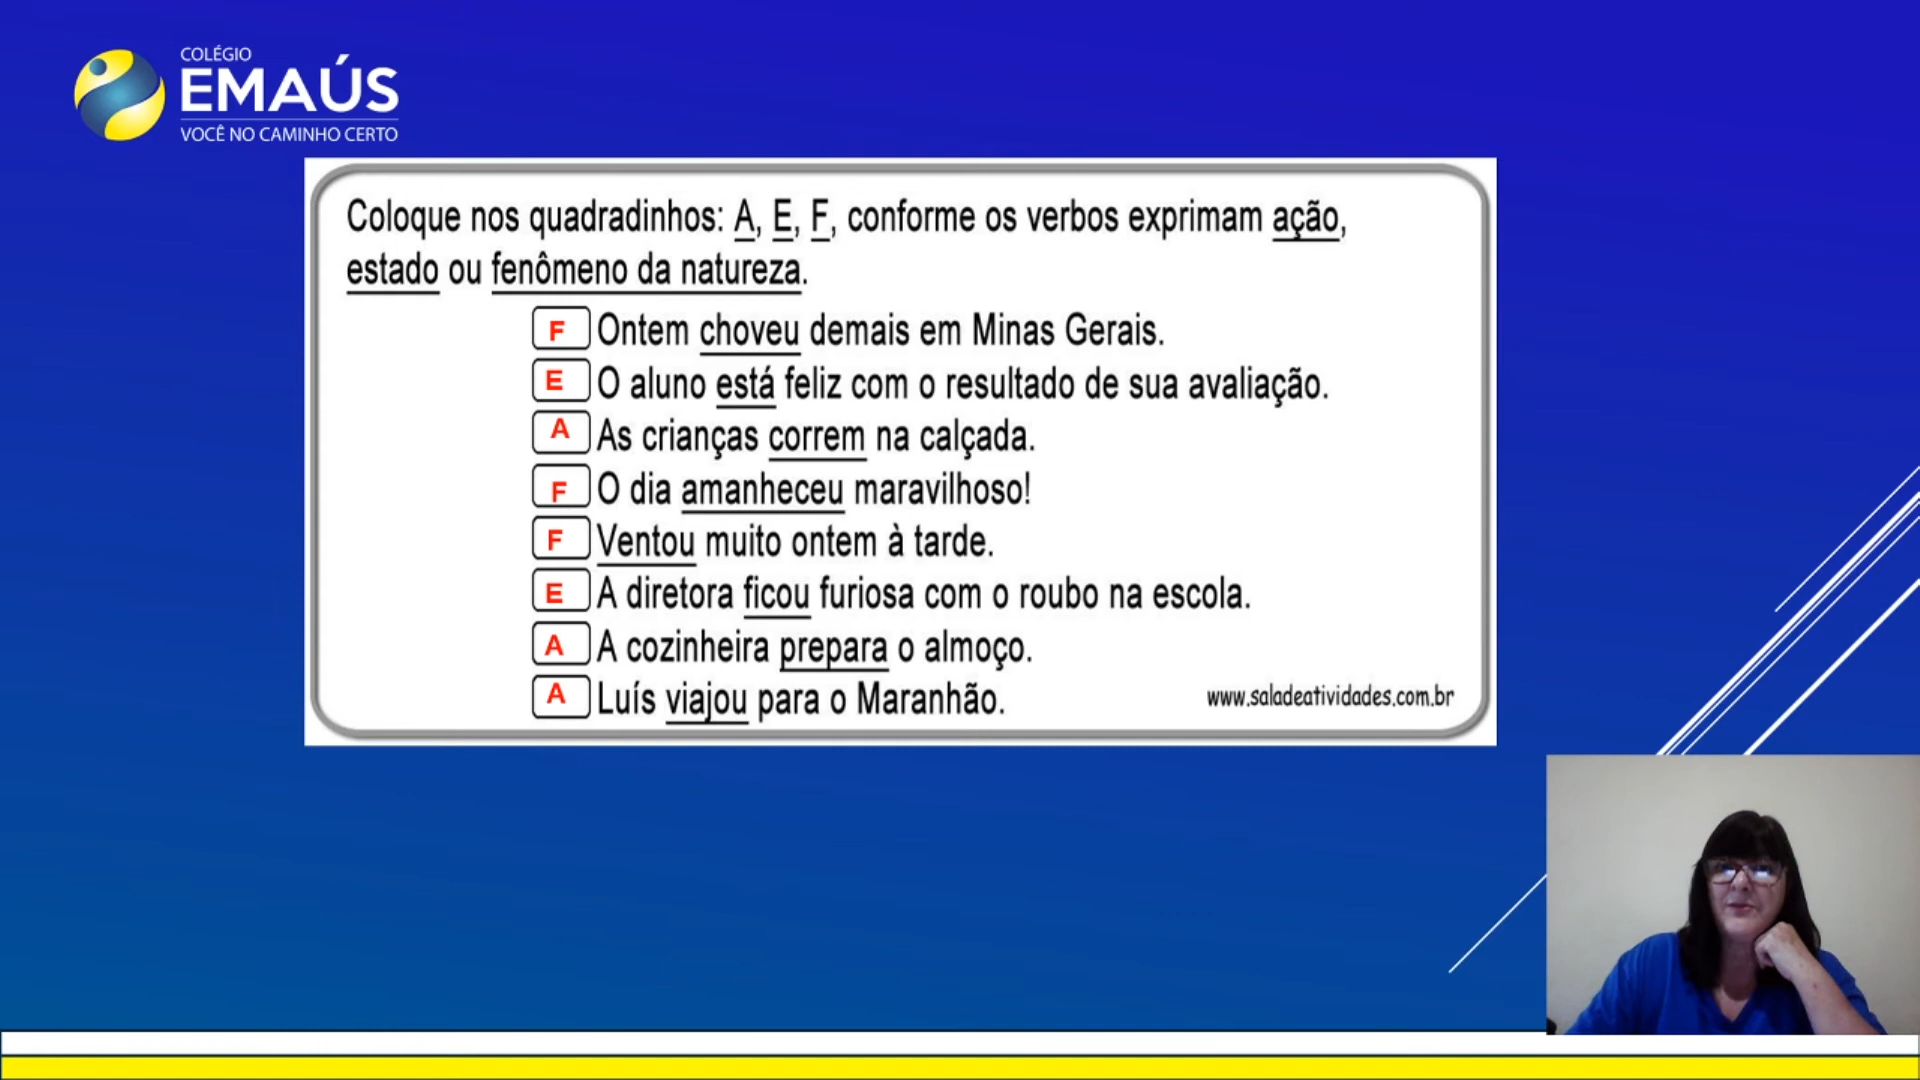 COLÉGIO
EMAÚS
VOCÊ NO CAMINHO CERTO
Coloque nos quadradinhos: A, E, F, conforme os verbos exprimam ação,
estado ou fenômeno da natureza.
F Ontem choveu demais em Minas Gerais.
E O aluno está feliz com o resultado de sua avaliação.
A As crianças correm na calçada.
F O dia amanheceu maravilhoso!
F Ventou muito ontem à tarde.
E A diretora ficou furiosa com o roubo na escola.
A A cozinheira prepara o almoço.
A Luís viajou para o Maranhão.
www.saladeatividades.com.br